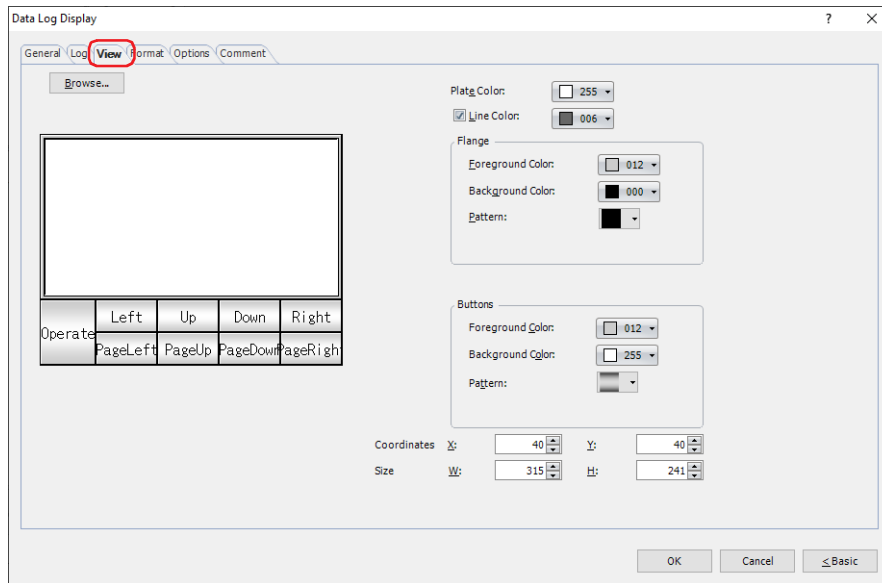 Data Log Display ? X
General Log View Format Options Comment
Browse...
Plate Color: 255
Line Color: 006
Flange
Foreground Color: 012
Background Color: 000
Pattern:
Left Up Down Right
Operate
PageLeft PageUp PageDown PageRigh
Buttons
Foreground Color: 012
Background Color: 255
Pattern:
Coordinates X: 40 Y: 40
Size W: 315 H: 241
OK Cancel < Basic